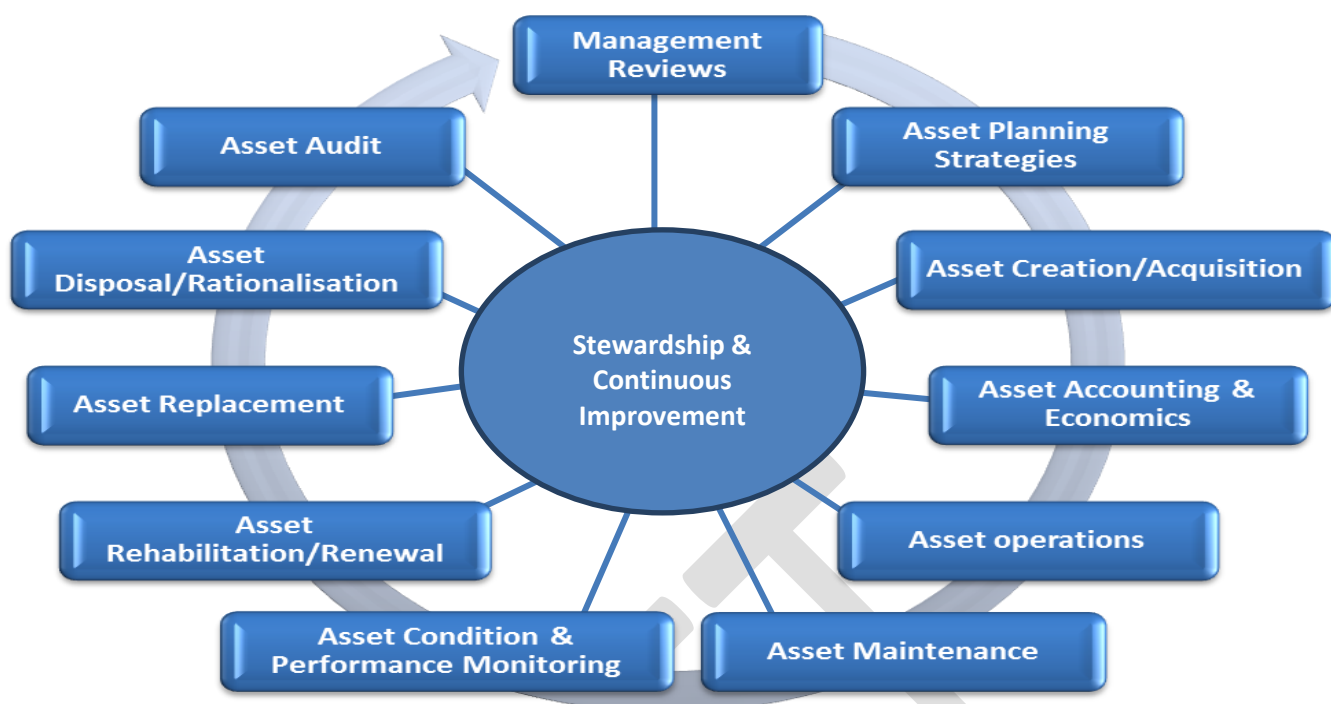 Management
Reviews
Asset Planning
Strategies
Asset Creation/Acquisition
Asset Accounting &
Economics
Asset operations
Asset Maintenance
Asset Condition &
Performance Monitoring
Asset
Rehabilitation/Renewal
Asset Replacement
Asset
Disposal/Rationalisation
Asset Audit
Stewardship &
Continuous
Improvement